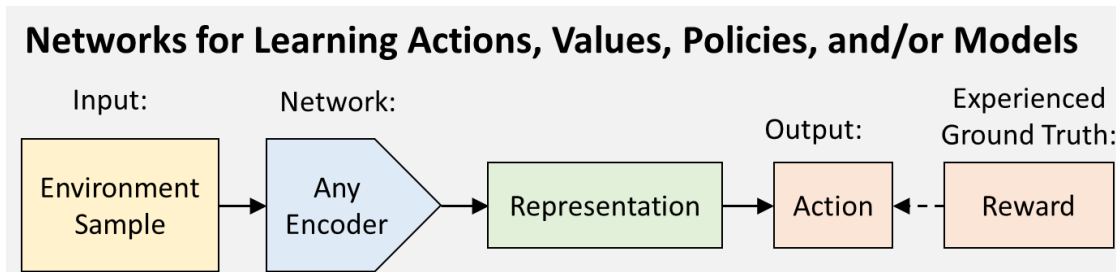 Networks for Learning Actions, Values, Policies, and/or Models
Input:
Network:
Output:
Experienced
Ground Truth:
Environment
Sample
Any
Encoder
Representation
Action
Reward